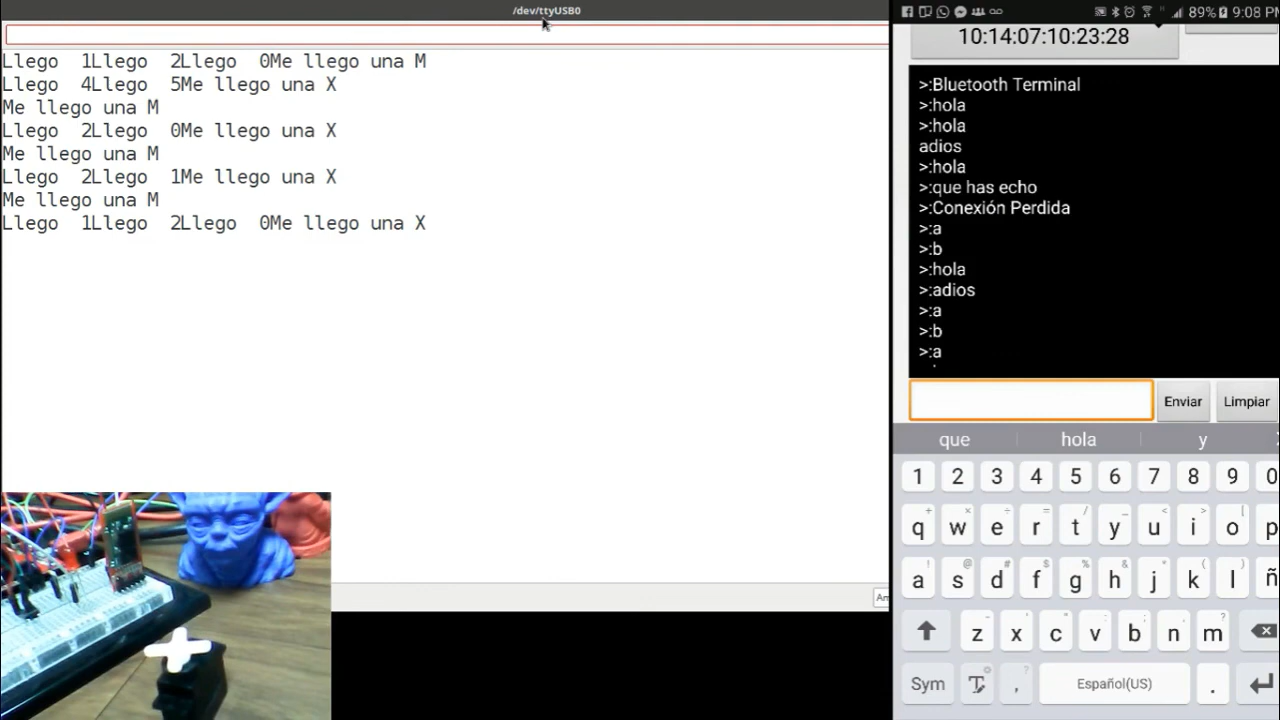 /dev/ttyUSB0
Llego  1Llego  2Llego  0Me llego una M
Llego  4Llego  5Me llego una X
Me llego una M
Llego  2Llego  0Me llego una X
Me llego una M
Llego  2Llego  1Me llego una X
Me llego una M
Llego  1Llego  2Llego  0Me llego una X
89% 9:08 PM
10:14:07:10:23:28
>:Bluetooth Terminal
>:hola
>:hola
adios
>:hola
>:que has echo
>:Conexión Perdida
>:a
>:b
>:hola
>:adios
>:a
>:b
>:a
Enviar Limpiar
que hola y
1 2 3 4 5 6 7 8 9 0
q w e r t y u i o p
a s d f g h j k l ñ
z x c v b n m
Sym , Español(US) .